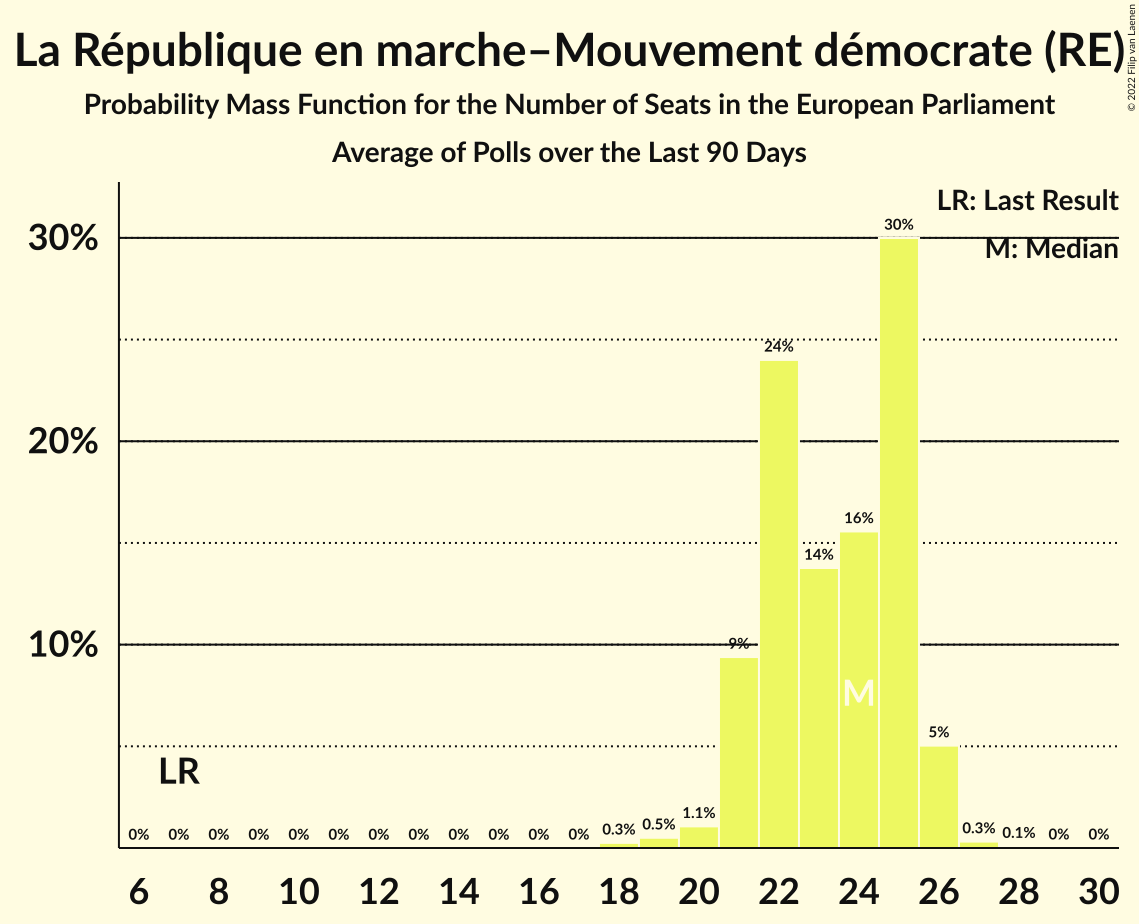 La République en marche–Mouvement démocrate (RE)
© 2022 Filip van Laenen
Probability Mass Function for the Number of Seats in the European Parliament
Average of Polls over the Last 90 Days
LR: Last Result
M: Median
30%
20%
10%
30%
24%
16%
14%
9%
M
5%
LR
0% 0% 0% 0% 0% 0% 0% 0% 0% 0% 0% 0% 0.3% 0.5% 1.1% 0.3% 0.1% 0% 0%
6 8 10 12 14 16 18 20 22 24 26 28 30